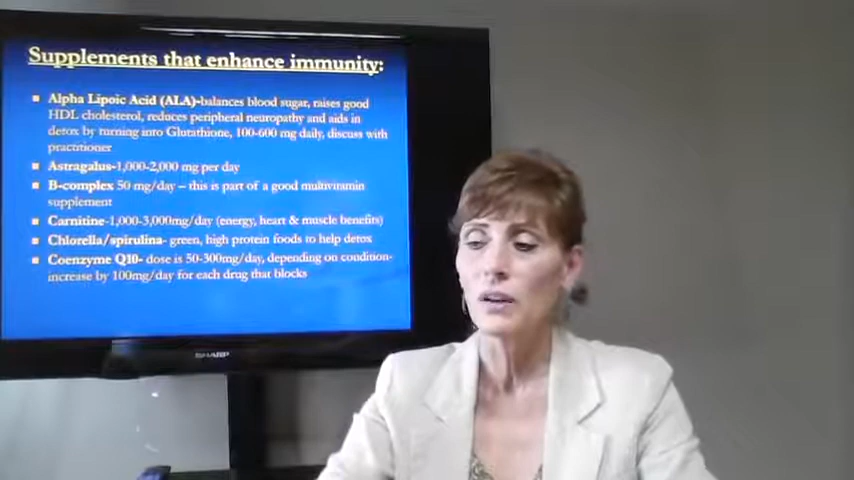 Supplements that enhance immunity:
Alpha Lipoic Acid (ALA)-balances blood sugar, raises good
HDL cholesterol, reduces peripheral neuropathy and aids in
detox by turning into Glutathione, 100-600 mg daily, discuss with
practitioner
Astragalus-1,000-2,000 mg per day
B-complex 50 mg/day – this is part of a good multivitamin
supplement
Carnitine-1,000-3,000mg/day (energy, heart & muscle benefits)
Chlorella/spirulina- green, high protein foods to help detox
Coenzyme Q10- dose is 50-300mg/day, depending on condition-
increase by 100mg/day for each drug that blocks
SHARP